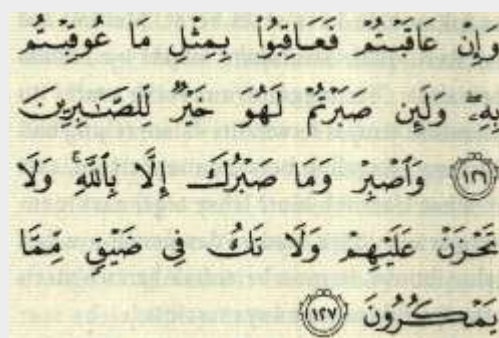 وَإِنْ عَاقَبْتُمْ فَعَاقِبُوا۟ بِمِثْلِ مَا عُوقِبْتُم
بِهِۦ وَلَئِن صَبَرْتُمْ لَهُوَ خَيْرٌ لِّلصَّـٰبِرِينَ
﴿١٢٦﴾ وَٱصْبِرْ وَمَا صَبْرُكَ إِلَّا بِٱللَّهِ ۚ وَلَا
تَحْزَنْ عَلَيْهِمْ وَلَا تَكُ فِى ضَيْقٍ مِّمَّا
يَمْكُرُونَ ﴿١٢٧﴾